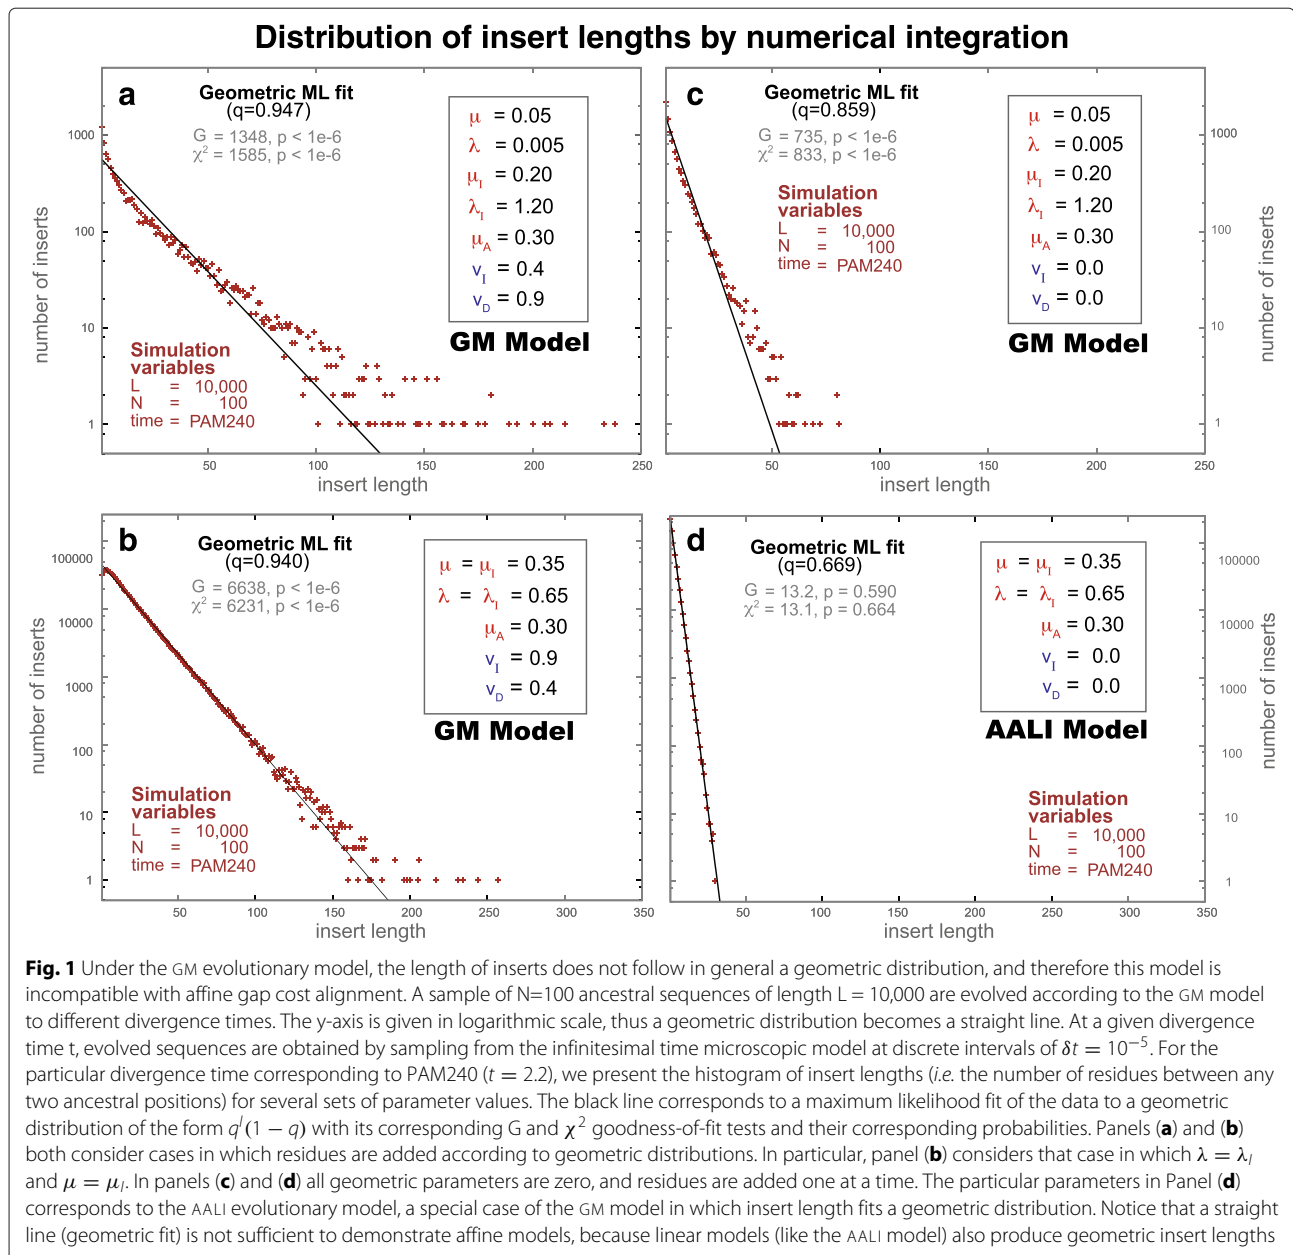 Distribution of insert lengths by numerical integration
a
Geometric ML fit
(q=0.947)
G = 1348, p < 1e-6
χ² = 1585, p < 1e-6
μ = 0.05
λ = 0.005
μI = 0.20
λI = 1.20
μA = 0.30
νI = 0.4
νD = 0.9
GM Model
Simulation
variables
L = 10,000
N = 100
time = PAM240
number of inserts
1000
100
10
1
50
100
150
200
250
insert length
c
Geometric ML fit
(q=0.859)
G = 735, p < 1e-6
χ² = 833, p < 1e-6
Simulation
variables
L = 10,000
N = 100
time = PAM240
μ = 0.05
λ = 0.005
μI = 0.20
λI = 1.20
μA = 0.30
νI = 0.0
νD = 0.0
GM Model
1000
100
10
1
number of inserts
50
100
150
200
250
insert length
b
Geometric ML fit
(q=0.940)
G = 6638, p < 1e-6
χ² = 6231, p < 1e-6
μ = μI = 0.35
λ = λI = 0.65
μA = 0.30
νI = 0.9
νD = 0.4
GM Model
Simulation
variables
L = 10,000
N = 100
time = PAM240
number of inserts
100000
10000
1000
100
10
1
50
100
150
200
250
300
350
insert length
d
Geometric ML fit
(q=0.669)
G = 13.2, p = 0.590
χ² = 13.1, p = 0.664
μ = μI = 0.35
λ = λI = 0.65
μA = 0.30
νI = 0.0
νD = 0.0
AALI Model
Simulation
variables
L = 10,000
N = 100
time = PAM240
100000
10000
1000
100
10
1
number of inserts
50
100
150
200
250
300
350
insert length
Fig. 1 Under the GM evolutionary model, the length of inserts does not follow in general a geometric distribution, and therefore this model is
incompatible with affine gap cost alignment. A sample of N=100 ancestral sequences of length L = 10,000 are evolved according to the GM model
to different divergence times. The y-axis is given in logarithmic scale, thus a geometric distribution becomes a straight line. At a given divergence
time t, evolved sequences are obtained by sampling from the infinitesimal time microscopic model at discrete intervals of δt = 10⁻⁵. For the
particular divergence time corresponding to PAM240 (t = 2.2), we present the histogram of insert lengths (i.e. the number of residues between any
two ancestral positions) for several sets of parameter values. The black line corresponds to a maximum likelihood fit of the data to a geometric
distribution of the form qˡ(1 − q) with its corresponding G and χ² goodness-of-fit tests and their corresponding probabilities. Panels (a) and (b)
both consider cases in which residues are added according to geometric distributions. In particular, panel (b) considers that case in which λ = λI
and μ = μI. In panels (c) and (d) all geometric parameters are zero, and residues are added one at a time. The particular parameters in Panel (d)
corresponds to the AALI evolutionary model, a special case of the GM model in which insert length fits a geometric distribution. Notice that a straight
line (geometric fit) is not sufficient to demonstrate affine models, because linear models (like the AALI model) also produce geometric insert lengths